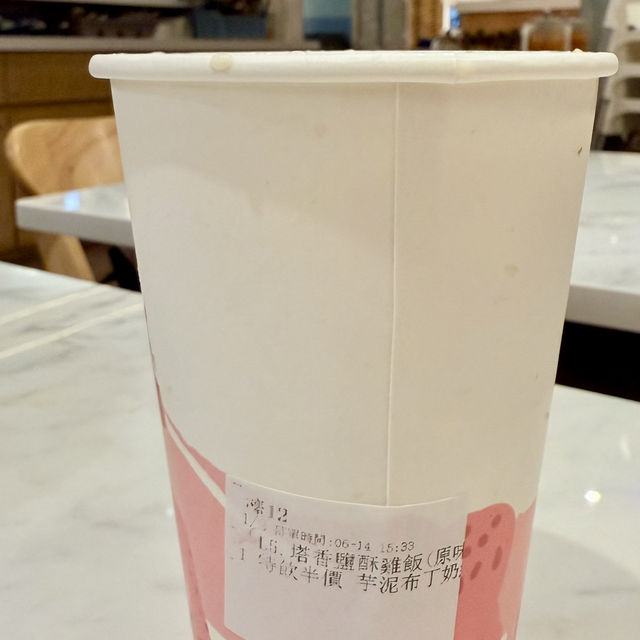 12
時間:06-14 15:33
塔香鹽酥雞飯(原味
特飲半價 芋泥布丁奶